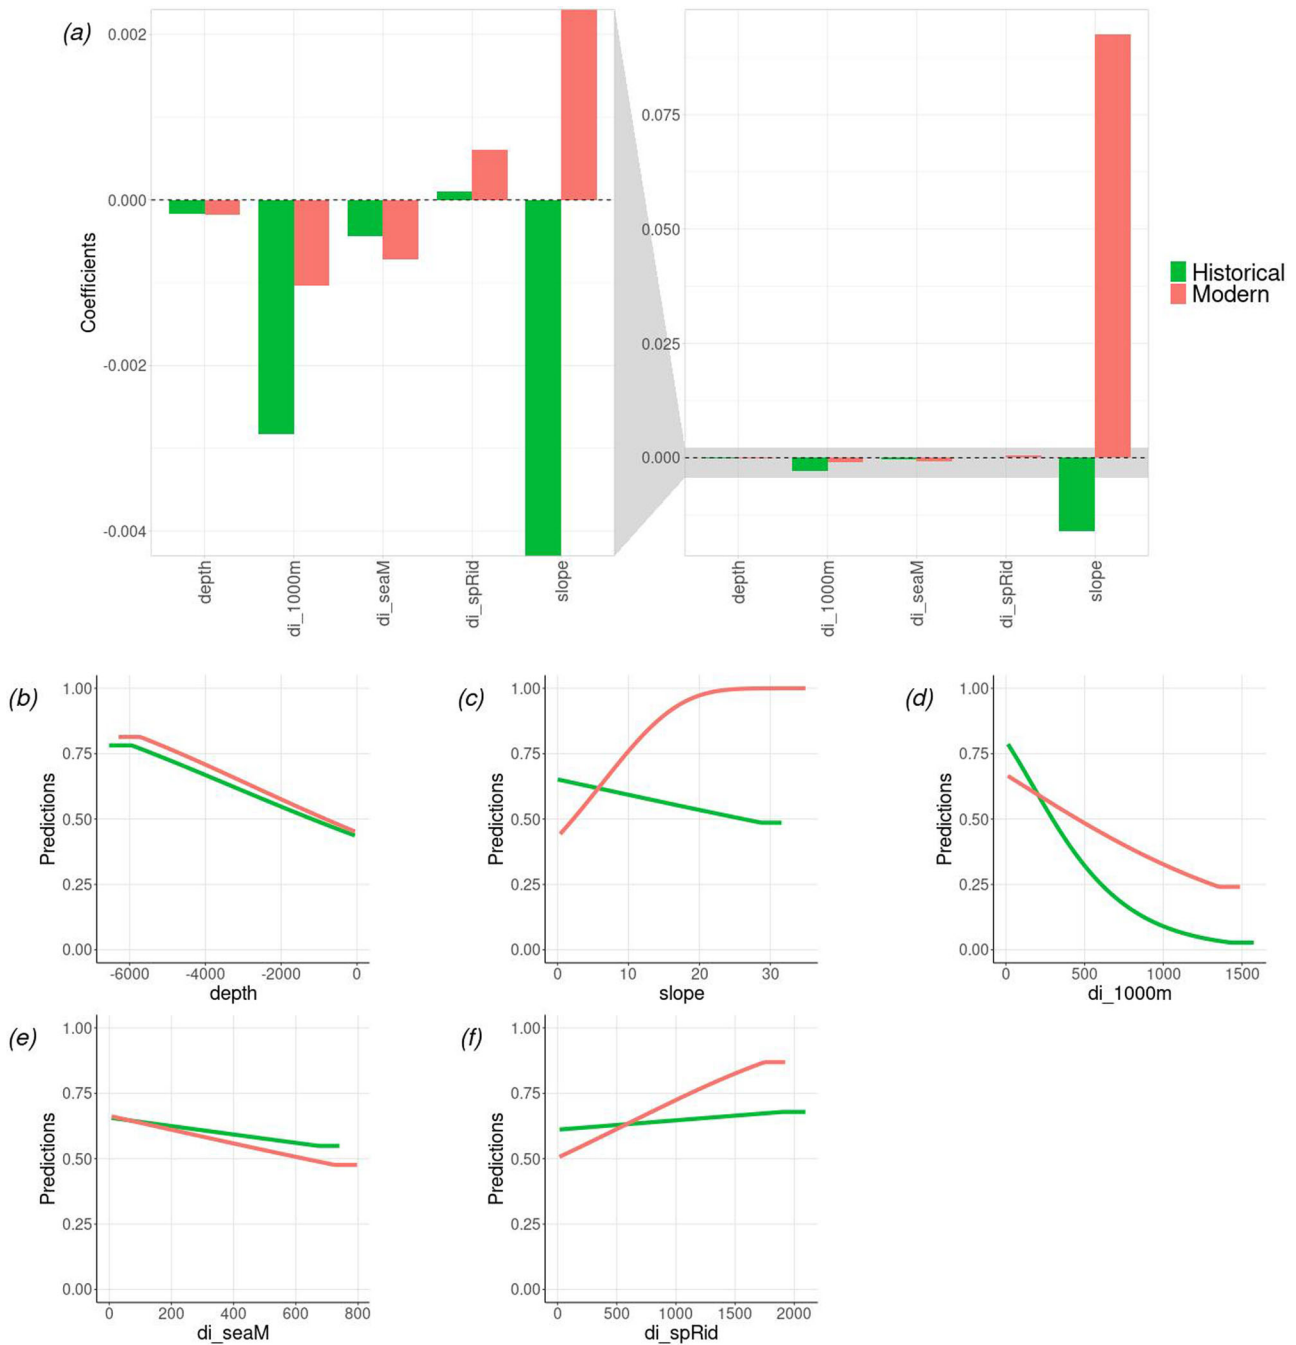 (a)
Coefficients
0.002
0.000
-0.002
-0.004
depth
di_1000m
di_seaM
di_spRid
slope
0.075
0.050
0.025
0.000
depth
di_1000m
di_seaM
di_spRid
slope
Historical
Modern
(b)
Predictions
1.00
0.75
0.50
0.25
0.00
-6000 -4000 -2000 0
depth
(c)
Predictions
1.00
0.75
0.50
0.25
0.00
0 10 20 30
slope
(d)
Predictions
1.00
0.75
0.50
0.25
0.00
0 500 1000 1500
di_1000m
(e)
Predictions
1.00
0.75
0.50
0.25
0.00
0 200 400 600 800
di_seaM
(f)
Predictions
1.00
0.75
0.50
0.25
0.00
0 500 1000 1500 2000
di_spRid